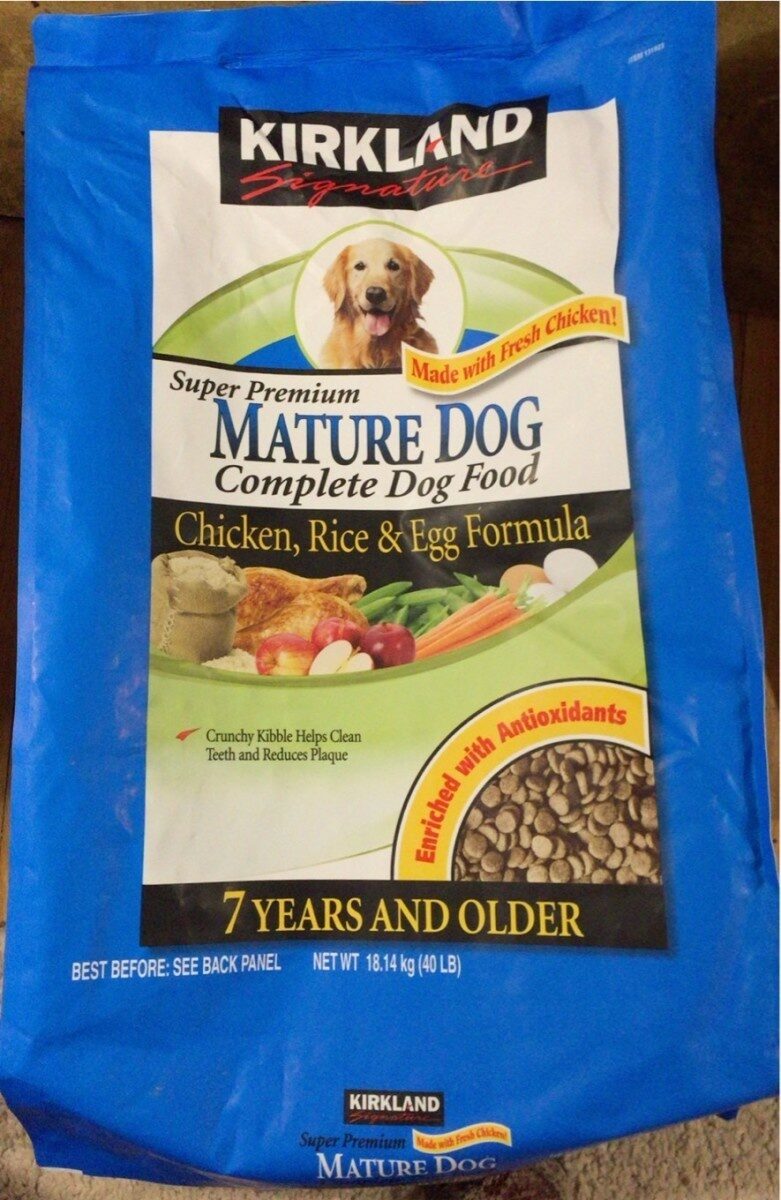 ITEM 131923
KIRKLAND
Signature
Made with Fresh Chicken!
Super Premium
MATURE DOG
Complete Dog Food
Chicken, Rice & Egg Formula
Crunchy Kibble Helps Clean
Teeth and Reduces Plaque
Enriched with Antioxidants
7 YEARS AND OLDER
BEST BEFORE: SEE BACK PANEL NET WT 18.14 kg (40 LB)
KIRKLAND
Signature
Super Premium Made with Fresh Chicken!
MATURE DOG